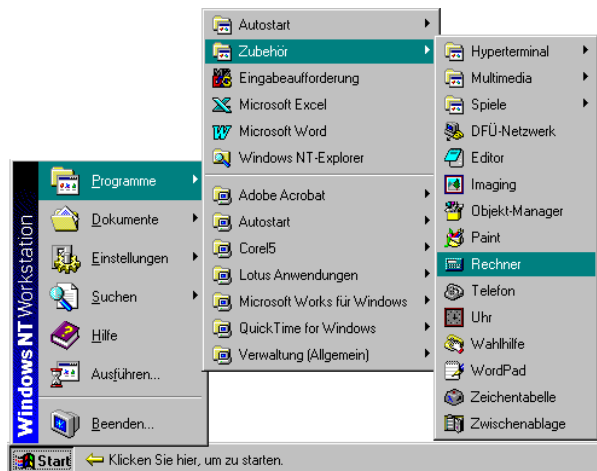 Autostart
Zubehör
Eingabeaufforderung
Microsoft Excel
Microsoft Word
Windows NT-Explorer
Adobe Acrobat
Autostart
Corel5
Lotus Anwendungen
Microsoft Works für Windows
QuickTime for Windows
Verwaltung (Allgemein)
Hyperterminal
Multimedia
Spiele
DFÜ-Netzwerk
Editor
Imaging
Objekt-Manager
Paint
Rechner
Telefon
Uhr
Wahlhilfe
WordPad
Zeichentabelle
Zwischenablage
Windows NT Workstation
Programme
Dokumente
Einstellungen
Suchen
Hilfe
Ausführen...
Beenden...
Start
Klicken Sie hier, um zu starten.